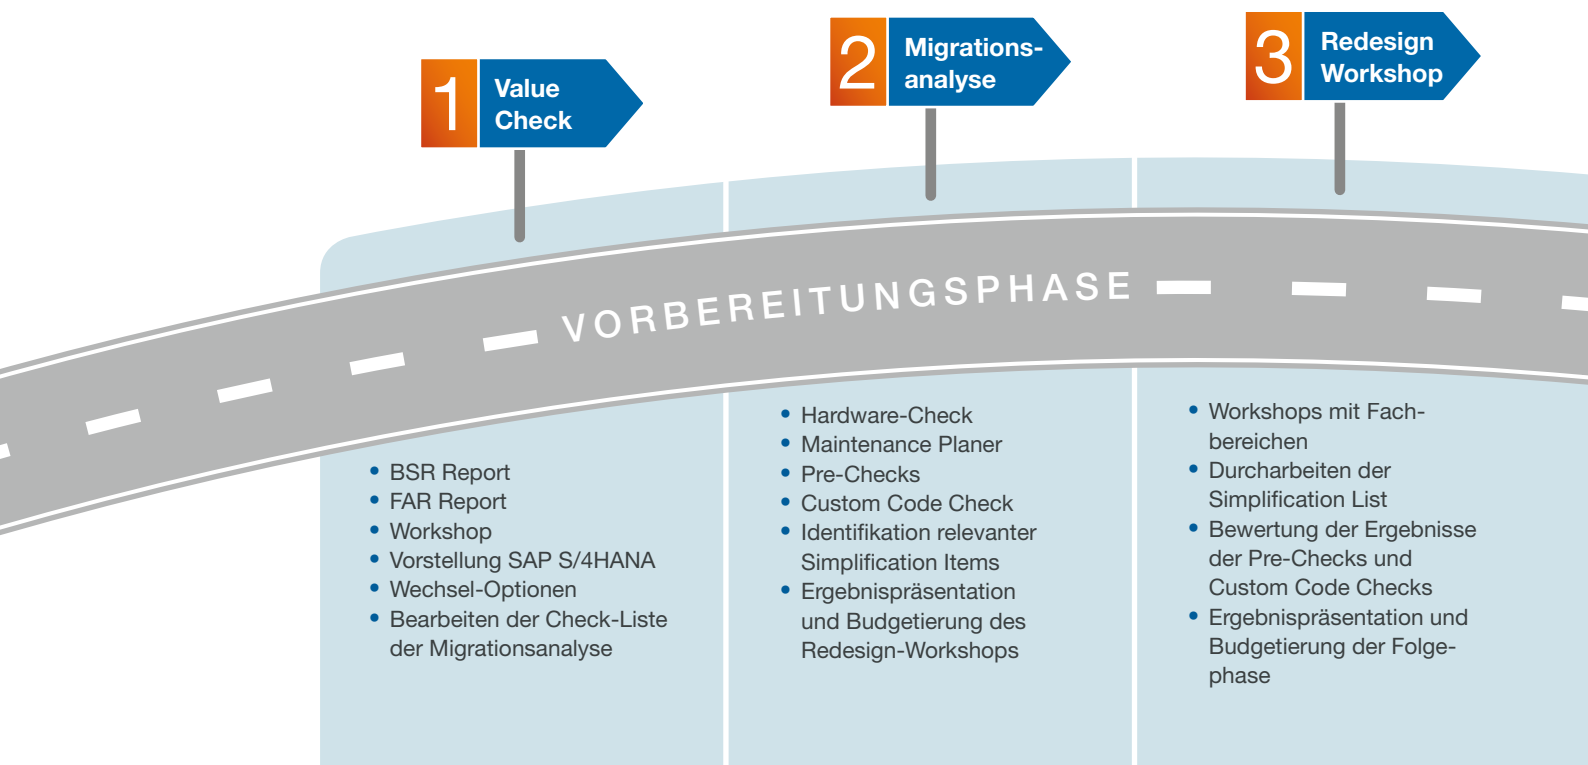 1
Value
Check
2
Migrations-
analyse
3
Redesign
Workshop
VORBEREITUNGSPHASE
• BSR Report
• FAR Report
• Workshop
• Vorstellung SAP S/4HANA
• Wechsel-Optionen
• Bearbeiten der Check-Liste
der Migrationsanalyse
• Hardware-Check
• Maintenance Planer
• Pre-Checks
• Custom Code Check
• Identifikation relevanter
Simplification Items
• Ergebnispräsentation
und Budgetierung des
Redesign-Workshops
• Workshops mit Fach-
bereichen
• Durcharbeiten der
Simplification List
• Bewertung der Ergebnisse
der Pre-Checks und
Custom Code Checks
• Ergebnispräsentation und
Budgetierung der Folge-
phase